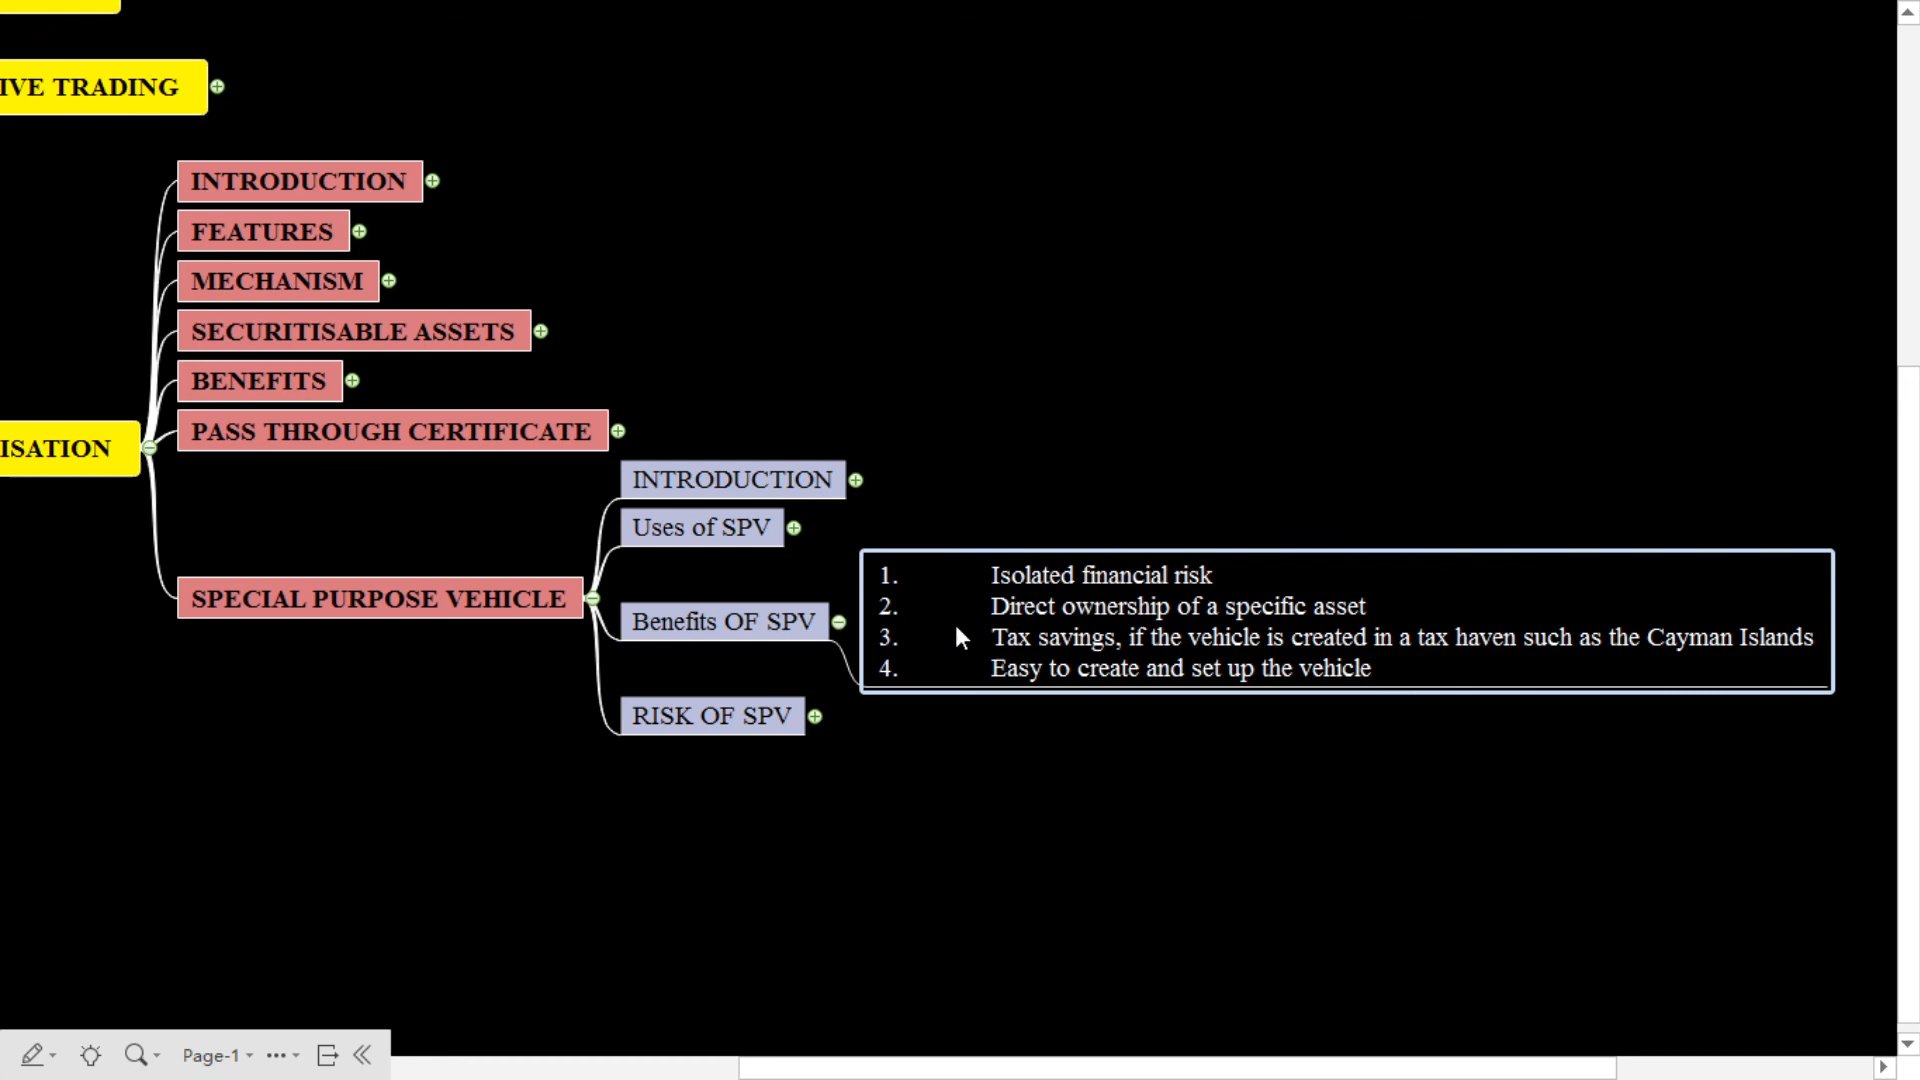 IVE TRADING
INTRODUCTION
FEATURES
MECHANISM
SECURITISABLE ASSETS
BENEFITS
PASS THROUGH CERTIFICATE
ISATION
SPECIAL PURPOSE VEHICLE
INTRODUCTION
Uses of SPV
Benefits OF SPV
1. Isolated financial risk
2. Direct ownership of a specific asset
3. Tax savings, if the vehicle is created in a tax haven such as the Cayman Islands
4. Easy to create and set up the vehicle
RISK OF SPV
Page-1